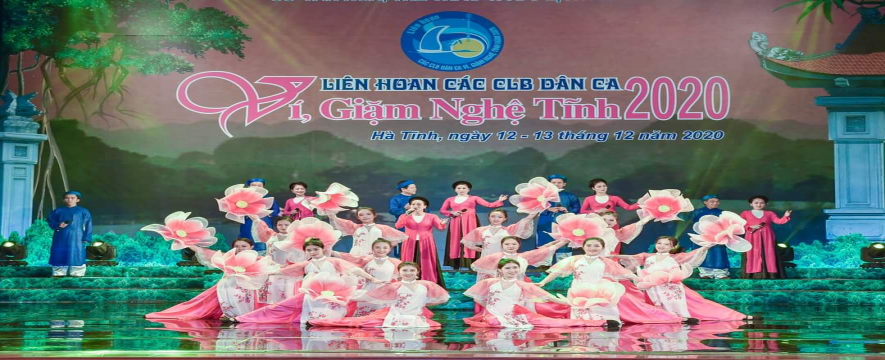 LIÊN HOAN CÁC CLB DÂN CA
Ví, Giặm Nghệ Tĩnh 2020
Hà Tĩnh, ngày 12 - 13 tháng 12 năm 2020